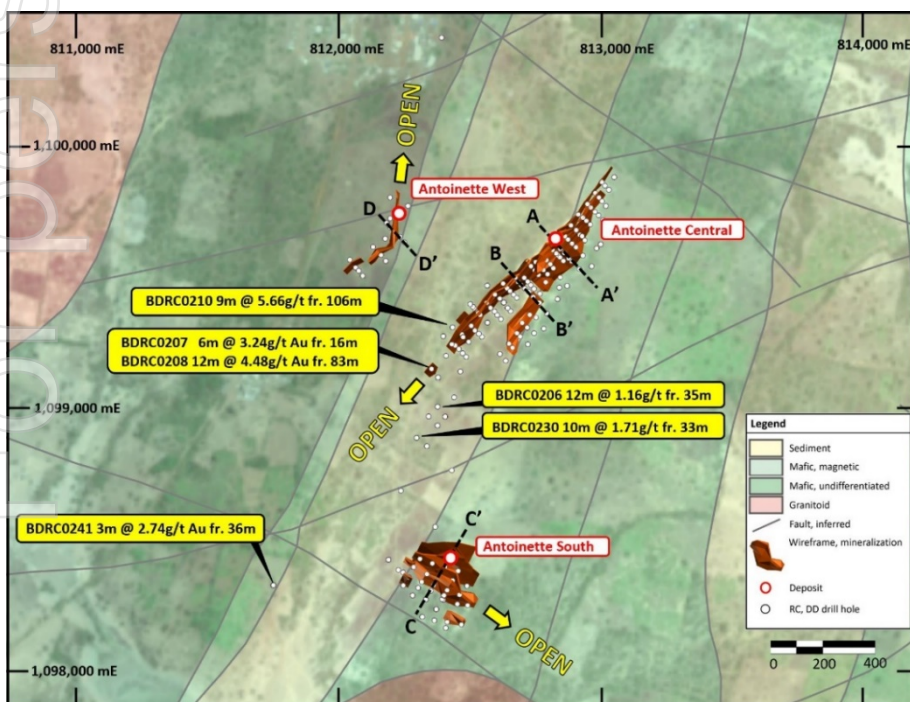 811,000 mE
812,000 mE
813,000 mE
814,000 mE
1,100,000 mE
OPEN
Antoinette West
D
D'
A
A'
Antoinette Central
B
B'
BDRC0210 9m @ 5.66g/t fr. 106m
BDRC0207 6m @ 3.24g/t Au fr. 16m
BDRC0208 12m @ 4.48g/t Au fr. 83m
1,099,000 mE
OPEN
BDRC0206 12m @ 1.16g/t fr. 35m
BDRC0230 10m @ 1.71g/t fr. 33m
Legend
Sediment
Mafic, magnetic
Mafic, undifferentiated
Granitoid
Fault, inferred
Wireframe, mineralization
Deposit
RC, DD drill hole
0 200 400
BDRC0241 3m @ 2.74g/t Au fr. 36m
C'
Antoinette South
C
OPEN
1,098,000 mE